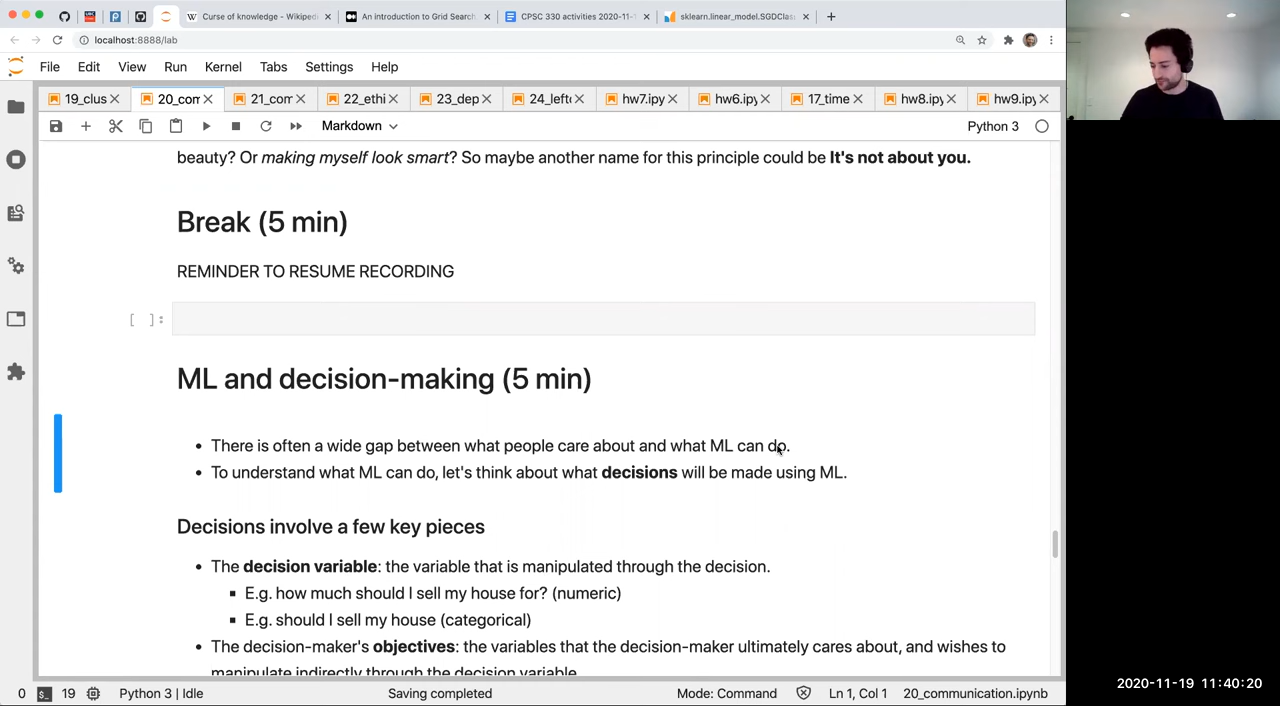 Curse of knowledge - Wikiped
An introduction to Grid Search
CPSC 330 activities 2020-11-1
sklearn.linear_model.SGDClas
localhost:8888/lab
File Edit View Run Kernel Tabs Settings Help
19_clus 20_com 21_com 22_ethi 23_dep 24_lefto hw7.ipy hw6.ipy 17_time hw8.ipy hw9.ipy
Markdown Python 3
beauty? Or making myself look smart? So maybe another name for this principle could be It's not about you.
Break (5 min)
REMINDER TO RESUME RECORDING
[ ]:
ML and decision-making (5 min)
• There is often a wide gap between what people care about and what ML can do.
• To understand what ML can do, let's think about what decisions will be made using ML.
Decisions involve a few key pieces
• The decision variable: the variable that is manipulated through the decision.
▪ E.g. how much should I sell my house for? (numeric)
▪ E.g. should I sell my house (categorical)
• The decision-maker's objectives: the variables that the decision-maker ultimately cares about, and wishes to
manipulate indirectly through the decision variable.
0 19 Python 3 | Idle Saving completed Mode: Command Ln 1, Col 1 20_communication.ipynb
2020-11-19 11:40:20